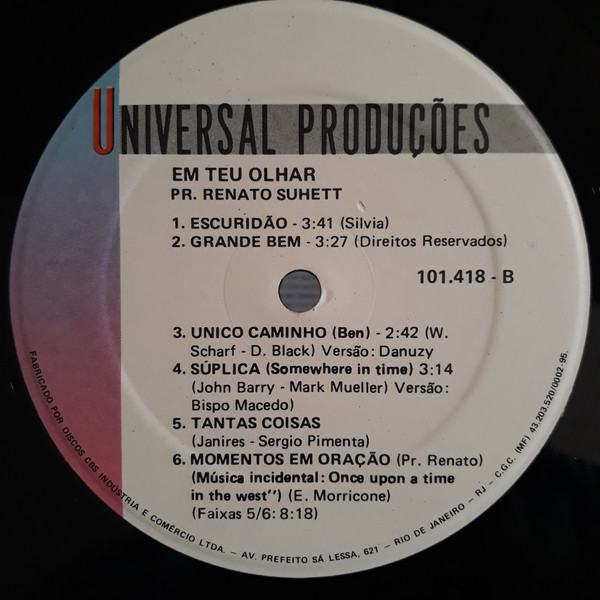 UNIVERSAL PRODUÇÕES
EM TEU OLHAR
PR. RENATO SUHETT
1. ESCURIDÃO - 3:41 (Silvia)
2. GRANDE BEM - 3:27 (Direitos Reservados)
101.418 - B
3. UNICO CAMINHO (Ben) - 2:42 (W.
Scharf - D. Black) Versão: Danuzy
4. SÚPLICA (Somewhere in time) 3:14
(John Barry - Mark Mueller) Versão:
Bispo Macedo)
5. TANTAS COISAS
(Janires - Sergio Pimenta)
6. MOMENTOS EM ORAÇÃO (Pr. Renato)
(Música incidental: Once upon a time
in the west'') (E. Morricone)
(Faixas 5/6: 8:18)
FABRICADO POR DISCOS CBS INDÚSTRIA E COMÉRCIO LTDA. – AV. PREFEITO SÁ LESSA, 621 – RIO DE JANEIRO – RJ – C.G.C. (MF) 43.203.520/0002-95.